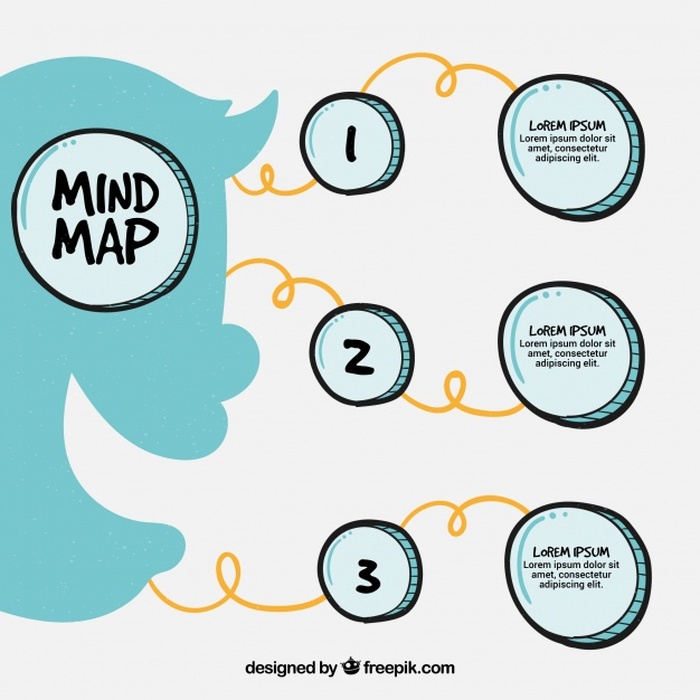 MIND
MAP
1
LOREM IPSUM
Lorem ipsum dolor sit
amet, consectetur
adipiscing elit.
2
LOREM IPSUM
Lorem ipsum dolor sit
amet, consectetur
adipiscing elit.
3
LOREM IPSUM
Lorem ipsum dolor sit
amet, consectetur
adipiscing elit.
designed by freepik.com